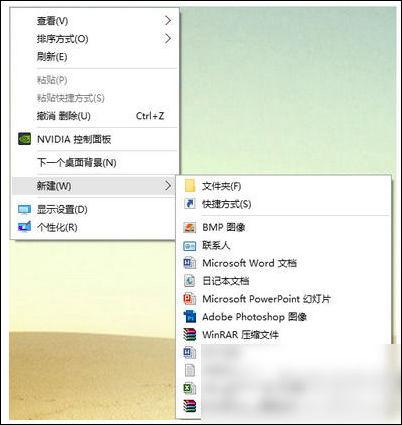 查看(V)
排序方式(O)
刷新(E)
粘贴(P)
粘贴快捷方式(S)
撤消 删除(U) Ctrl+Z
NVIDIA 控制面板
下一个桌面背景(N)
新建(W)
显示设置(D)
个性化(R)
文件夹(F)
快捷方式(S)
BMP 图像
联系人
Microsoft Word 文档
日记本文档
Microsoft PowerPoint 幻灯片
Adobe Photoshop 图像
WinRAR 压缩文件